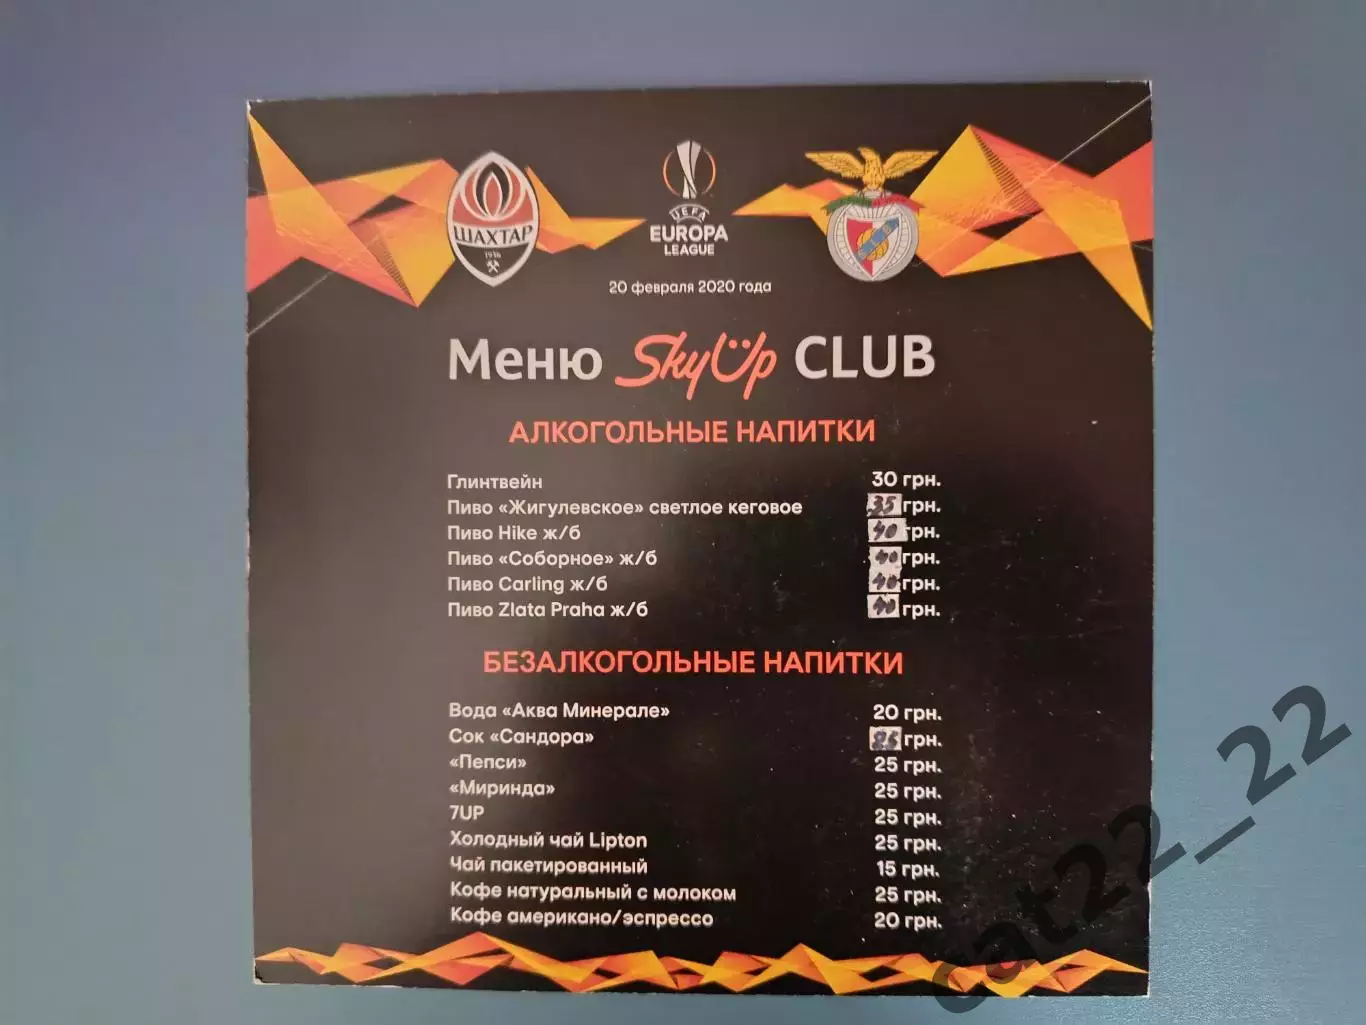 ШАХТАР
1936
UEFA
EUROPA
LEAGUE
20 февраля 2020 года
Меню SkyUp CLUB
АЛКОГОЛЬНЫЕ НАПИТКИ
Глинтвейн 30 грн.
Пиво «Жигулевское» светлое кеговое 35 грн.
Пиво Hike ж/б 40 грн.
Пиво «Соборное» ж/б 40 грн.
Пиво Carling ж/б 40 грн.
Пиво Zlata Praha ж/б 40 грн.
БЕЗАЛКОГОЛЬНЫЕ НАПИТКИ
Вода «Аква Минерале» 20 грн.
Сок «Сандора» грн.
«Пепси» 25 грн.
«Миринда» 25 грн.
7UP 25 грн.
Холодный чай Lipton 25 грн.
Чай пакетированный 15 грн.
Кофе натуральный с молоком 25 грн.
Кофе американо/эспрессо 20 грн.
cat22_22